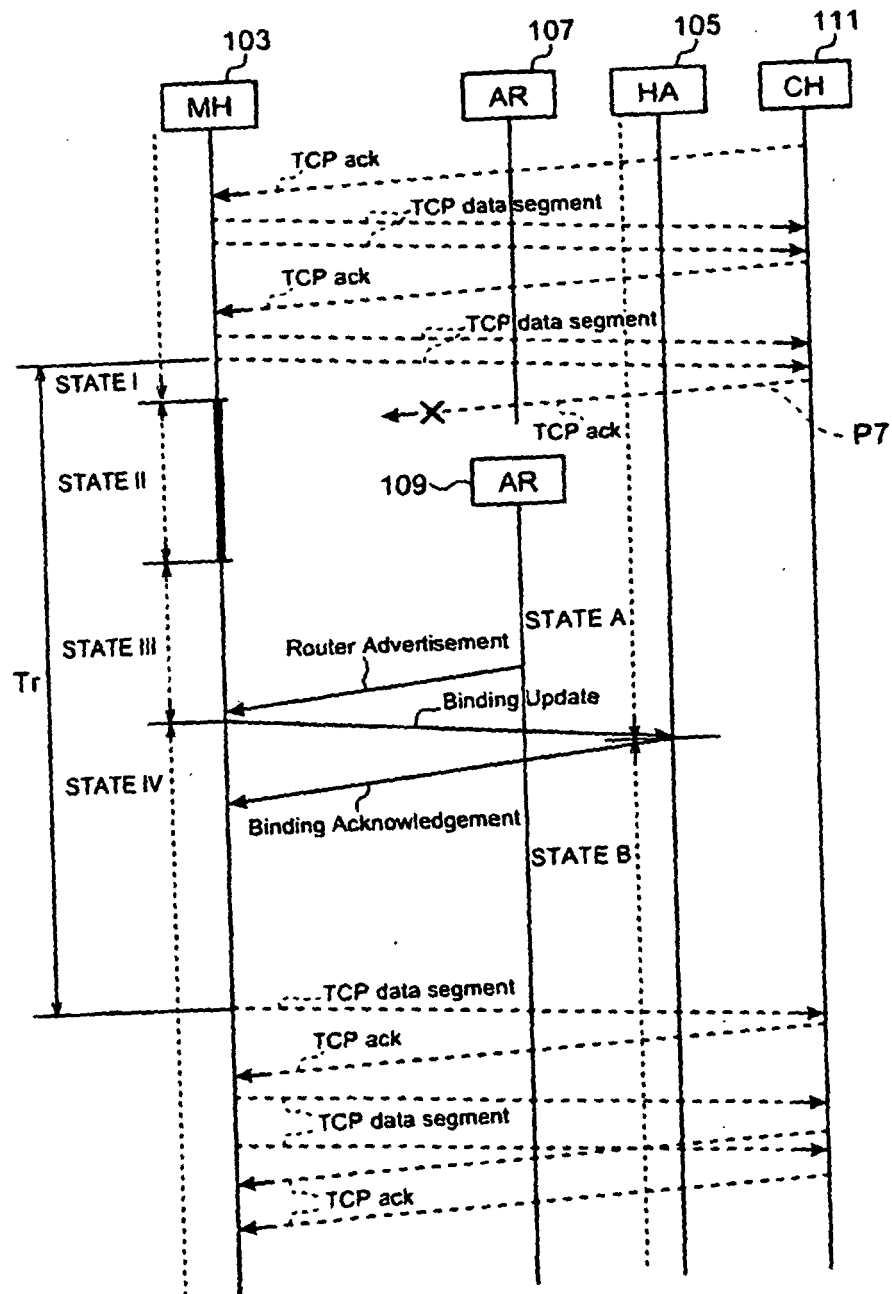 103
107
105
111
MH
AR
HA
CH
TCP ack
TCP data segment
TCP ack
TCP data segment
STATE I
TCP ack
P7
STATE II
109
AR
STATE A
STATE III
Router Advertisement
Tr
Binding Update
STATE IV
Binding Acknowledgement
STATE B
TCP data segment
TCP ack
TCP data segment
TCP ack